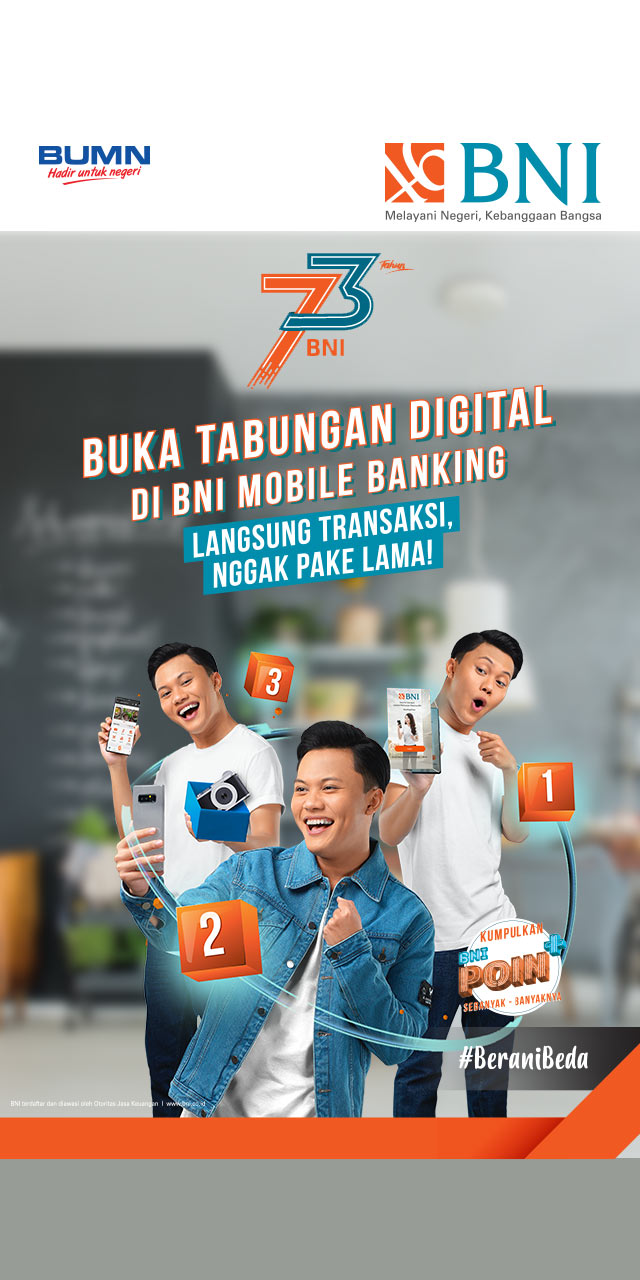 BUMN
Hadir untuk negeri
BNI
Melayani Negeri, Kebanggaan Bangsa
73 Tahun
BNI
BUKA TABUNGAN DIGITAL
DI BNI MOBILE BANKING
LANGSUNG TRANSAKSI,
NGGAK PAKE LAMA!
3
BNI
1
2
KUMPULKAN
BNI
POIN+
SEBANYAK - BANYAKNYA
#BeraniBeda
BNI terdaftar dan diawasi oleh Otoritas Jasa Keuangan | www.bni.co.id